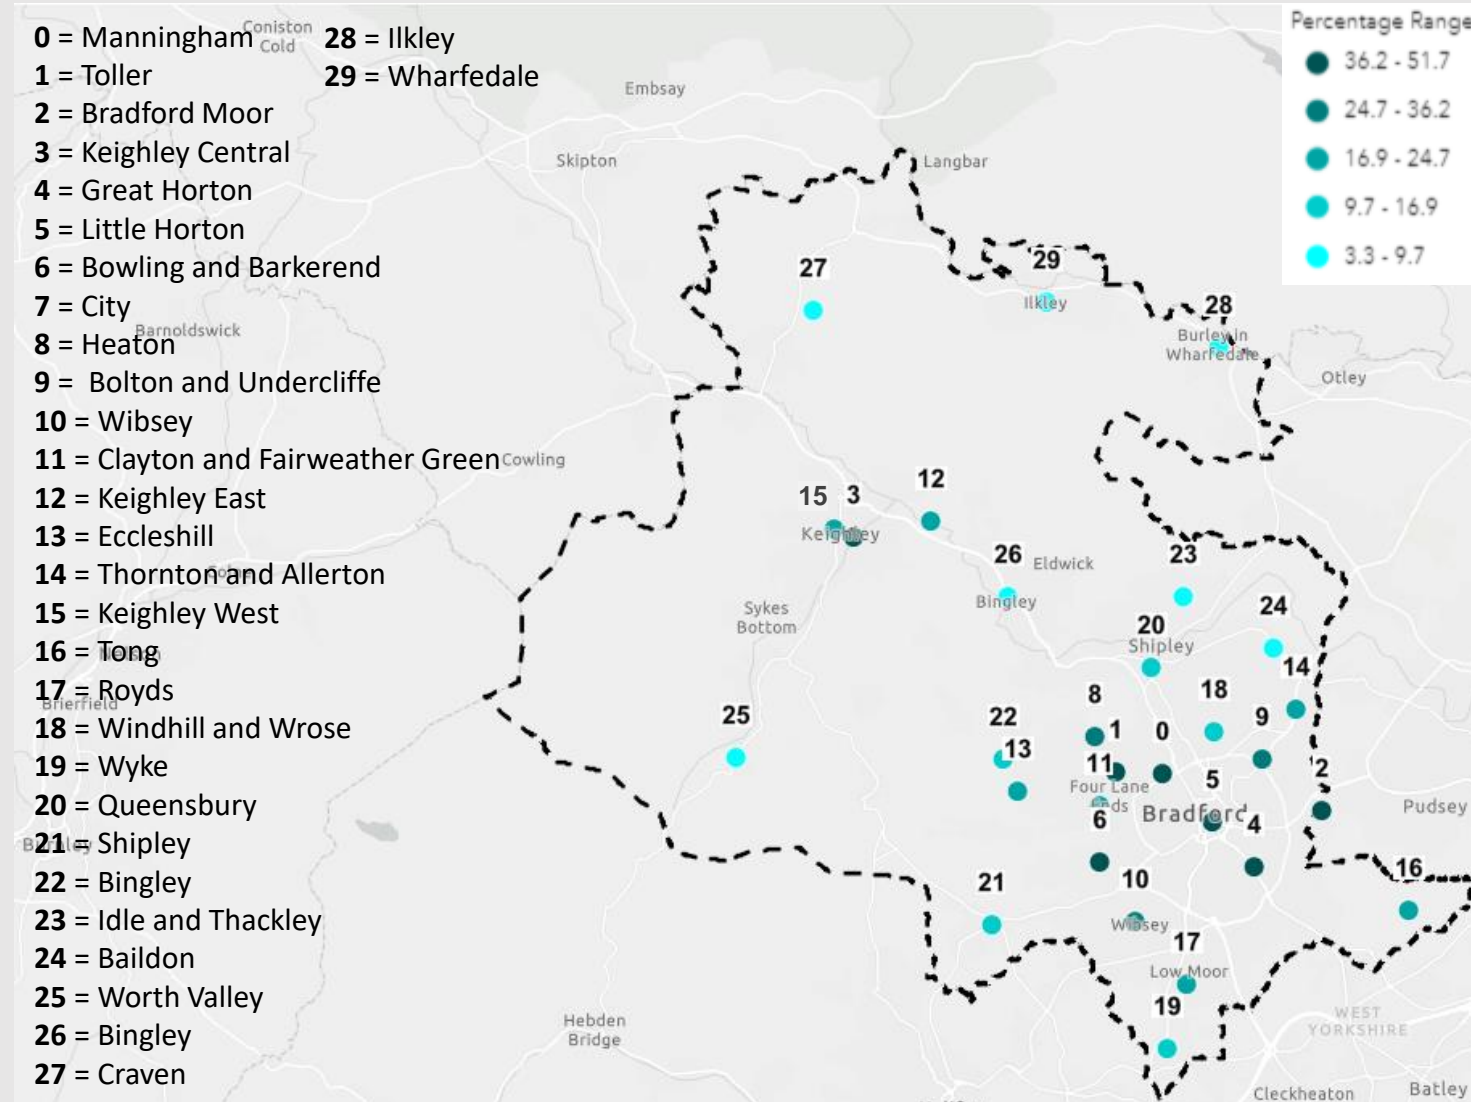 0 = Manningham
1 = Toller
2 = Bradford Moor
3 = Keighley Central
4 = Great Horton
5 = Little Horton
6 = Bowling and Barkerend
7 = City
8 = Heaton
9 = Bolton and Undercliffe
10 = Wibsey
11 = Clayton and Fairweather Green
12 = Keighley East
13 = Eccleshill
14 = Thornton and Allerton
15 = Keighley West
16 = Tong
17 = Royds
18 = Windhill and Wrose
19 = Wyke
20 = Queensbury
21 = Shipley
22 = Bingley
23 = Idle and Thackley
24 = Baildon
25 = Worth Valley
26 = Bingley
27 = Craven
28 = Ilkley
29 = Wharfedale
Percentage Range
36.2 - 51.7
24.7 - 36.2
16.9 - 24.7
9.7 - 16.9
3.3 - 9.7
Coniston
Cold
Embsay
Skipton
Langbar
27
29
Ilkley
28
Burley in
Wharfedale
Barnoldswick
Otley
Cowling
15
3
12
Keighley
26
Eldwick
23
Bingley
24
Sykes
Bottom
20
Shipley
14
Nelson
Brierfield
8
18
25
22
1
0
9
13
11
2
5
Four Lane
Ends
6
Bradford
4
Pudsey
Burnley
16
21
10
Wibsey
17
Low Moor
19
Hebden
Bridge
WEST
YORKSHIRE
Cleckheaton
Batley